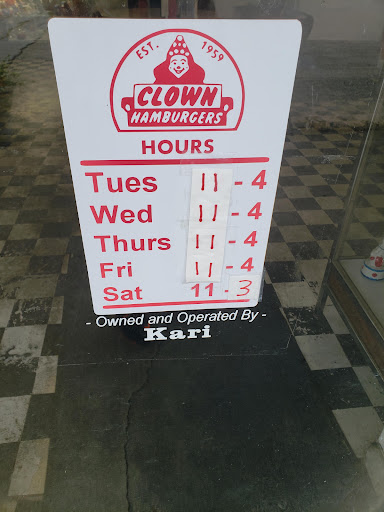 EST. 1959
CLOWN
HAMBURGERS
HOURS
Tues 11 - 4
Wed 11 - 4
Thurs 11 - 4
Fri 11 - 4
Sat 11 - 3
- Owned and Operated By -
Kari